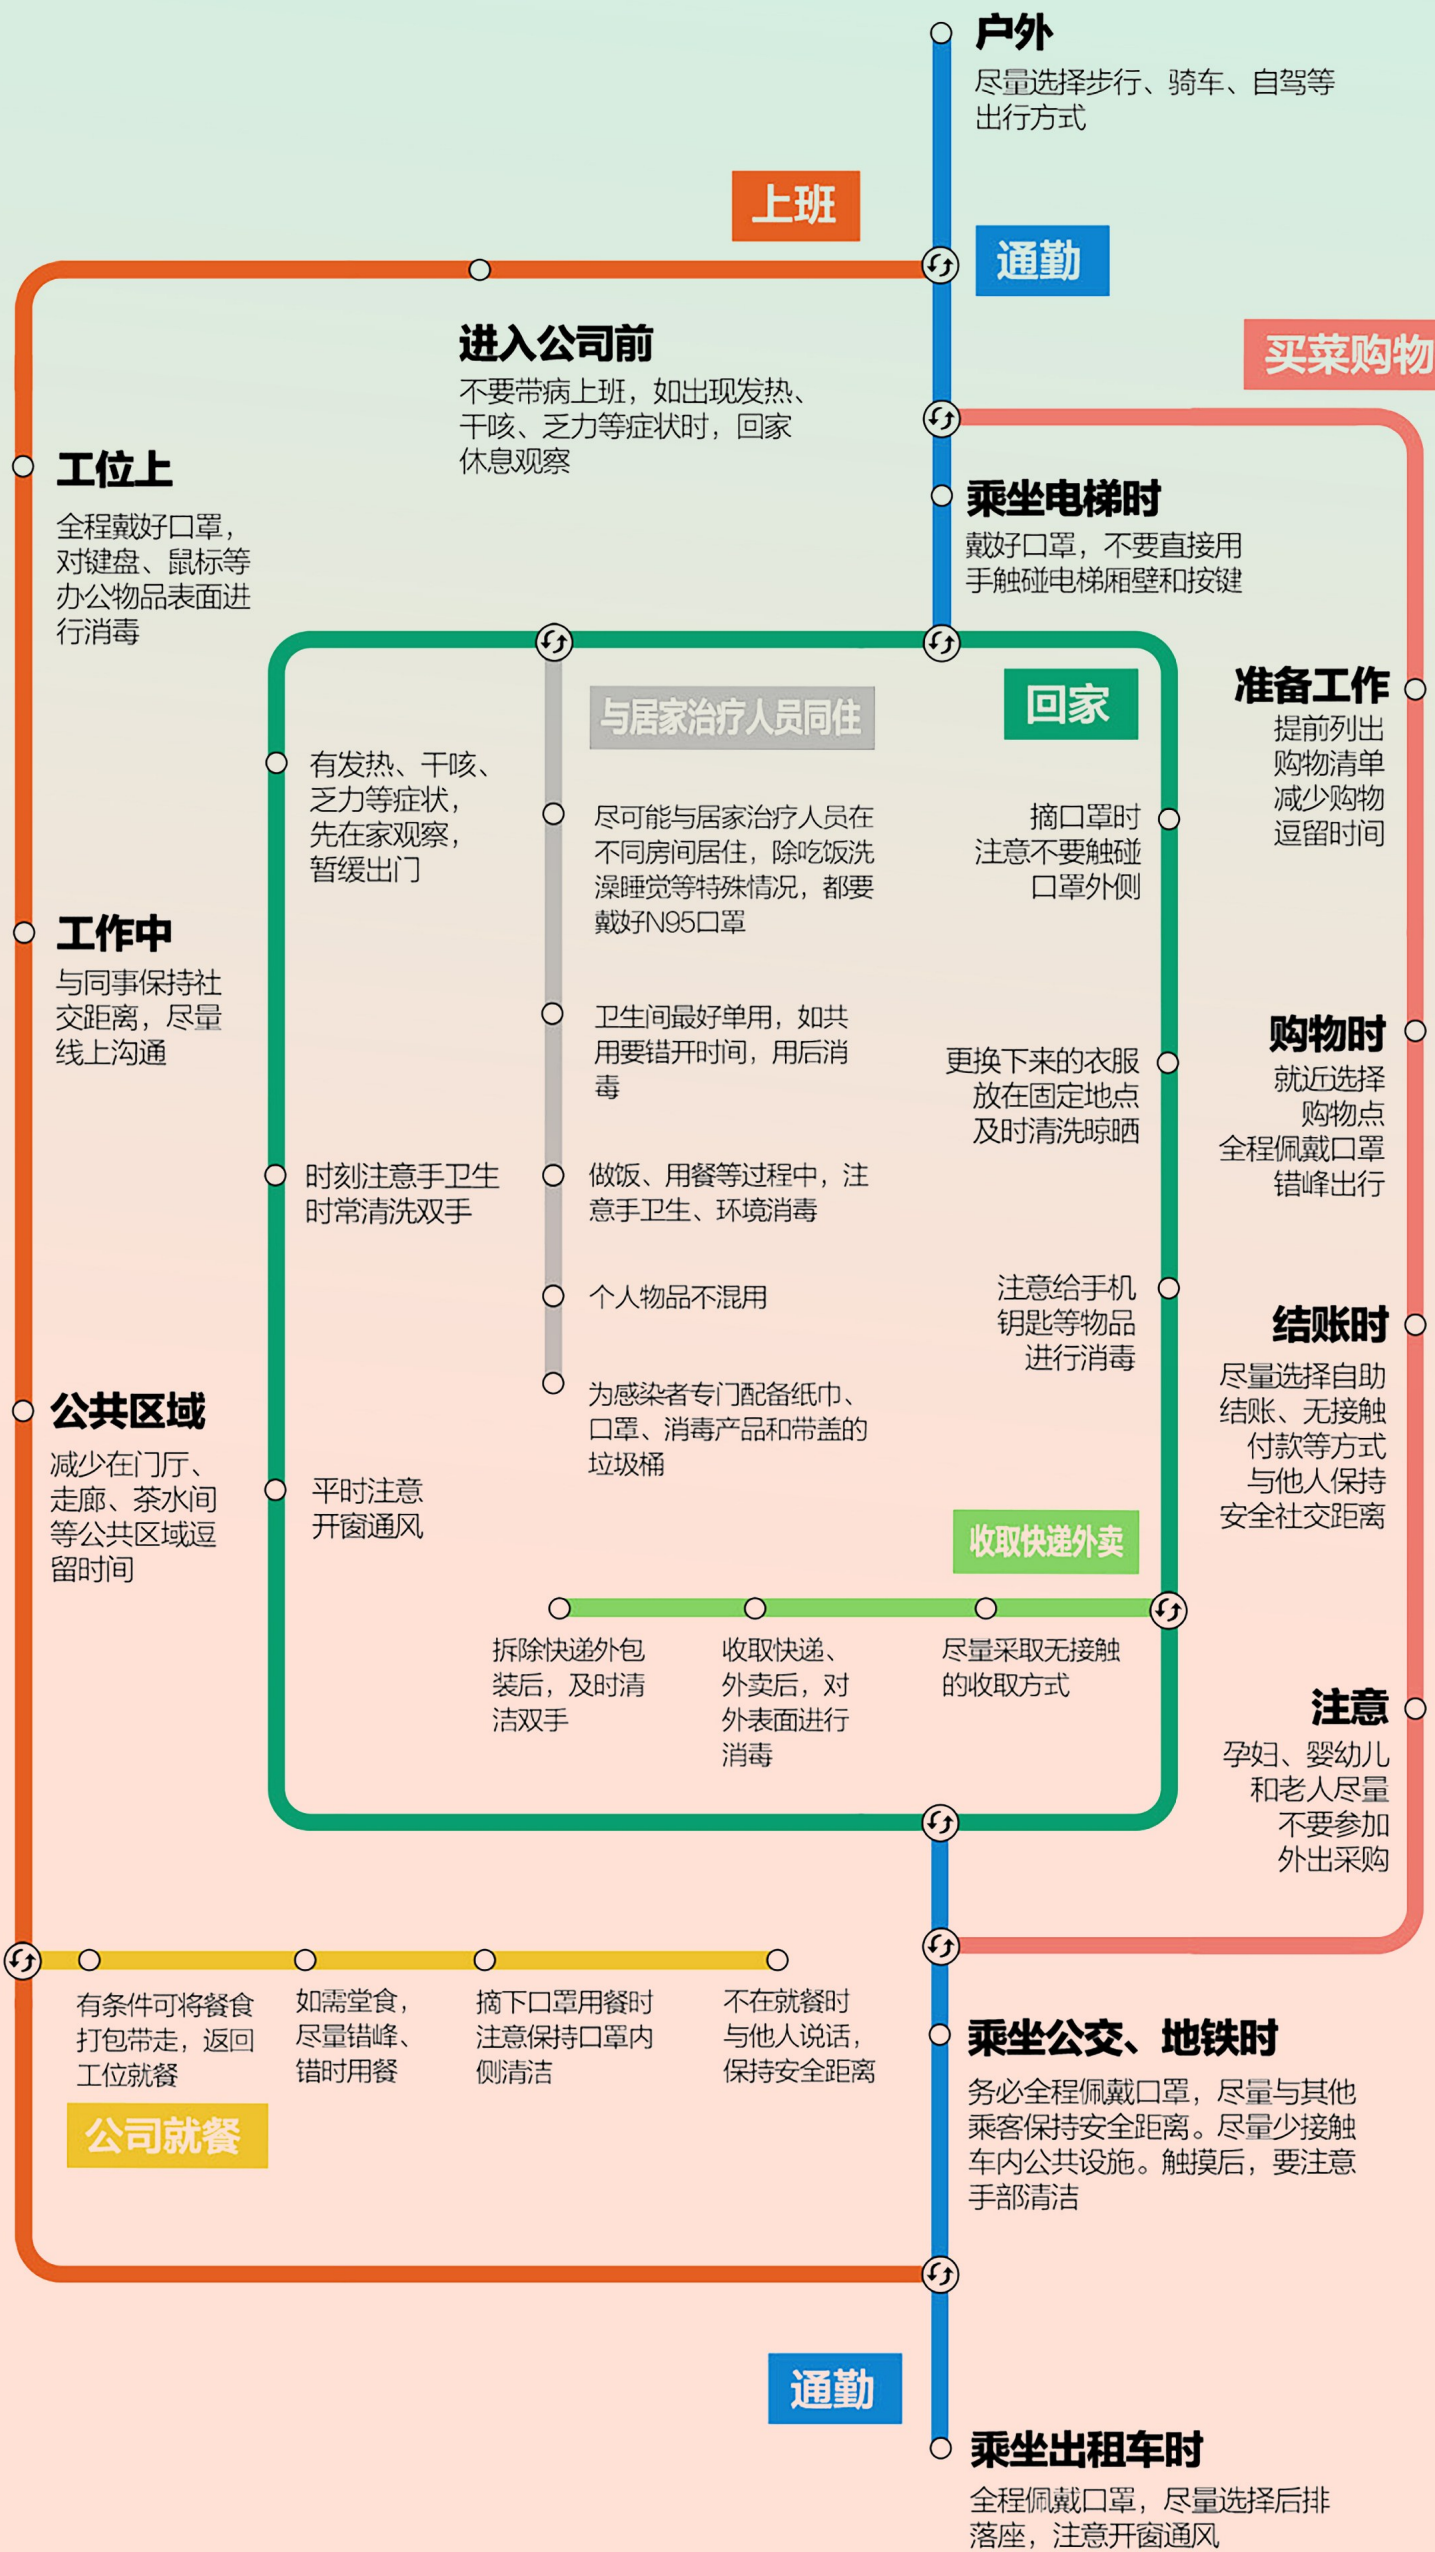 户外
尽量选择步行、骑车、自驾等
出行方式
上班
通勤
进入公司前
不要带病上班，如出现发热、
干咳、乏力等症状时，回家
休息观察
买菜购物
工位上
全程戴好口罩，
对键盘、鼠标等
办公物品表面进
行消毒
乘坐电梯时
戴好口罩，不要直接用
手触碰电梯厢壁和按键
与居家治疗人员同住
回家
准备工作
提前列出
购物清单
减少购物
逗留时间
有发热、干咳、
乏力等症状，
先在家观察，
暂缓出门
尽可能与居家治疗人员在
不同房间居住，除吃饭洗
澡睡觉等特殊情况，都要
戴好N95口罩
摘口罩时
注意不要触碰
口罩外侧
工作中
与同事保持社
交距离，尽量
线上沟通
卫生间最好单用，如共
用要错开时间，用后消
毒
更换下来的衣服
放在固定地点
及时清洗晾晒
购物时
就近选择
购物点
全程佩戴口罩
错峰出行
时刻注意手卫生
时常清洗双手
做饭、用餐等过程中，注
意手卫生、环境消毒
个人物品不混用
注意给手机
钥匙等物品
进行消毒
结账时
尽量选择自助
结账、无接触
付款等方式
与他人保持
安全社交距离
公共区域
减少在门厅、
走廊、茶水间
等公共区域逗
留时间
为感染者专门配备纸巾、
口罩、消毒产品和带盖的
垃圾桶
平时注意
开窗通风
收取快递外卖
拆除快递外包
装后，及时清
洁双手
收取快递、
外卖后，对
外表面进行
消毒
尽量采取无接触
的收取方式
注意
孕妇、婴幼儿
和老人尽量
不要参加
外出采购
有条件可将餐食
打包带走，返回
工位就餐
如需堂食，
尽量错峰、
错时用餐
摘下口罩用餐时
注意保持口罩内
侧清洁
不在就餐时
与他人说话，
保持安全距离
公司就餐
乘坐公交、地铁时
务必全程佩戴口罩，尽量与其他
乘客保持安全距离。尽量少接触
车内公共设施。触摸后，要注意
手部清洁
通勤
乘坐出租车时
全程佩戴口罩，尽量选择后排
落座，注意开窗通风